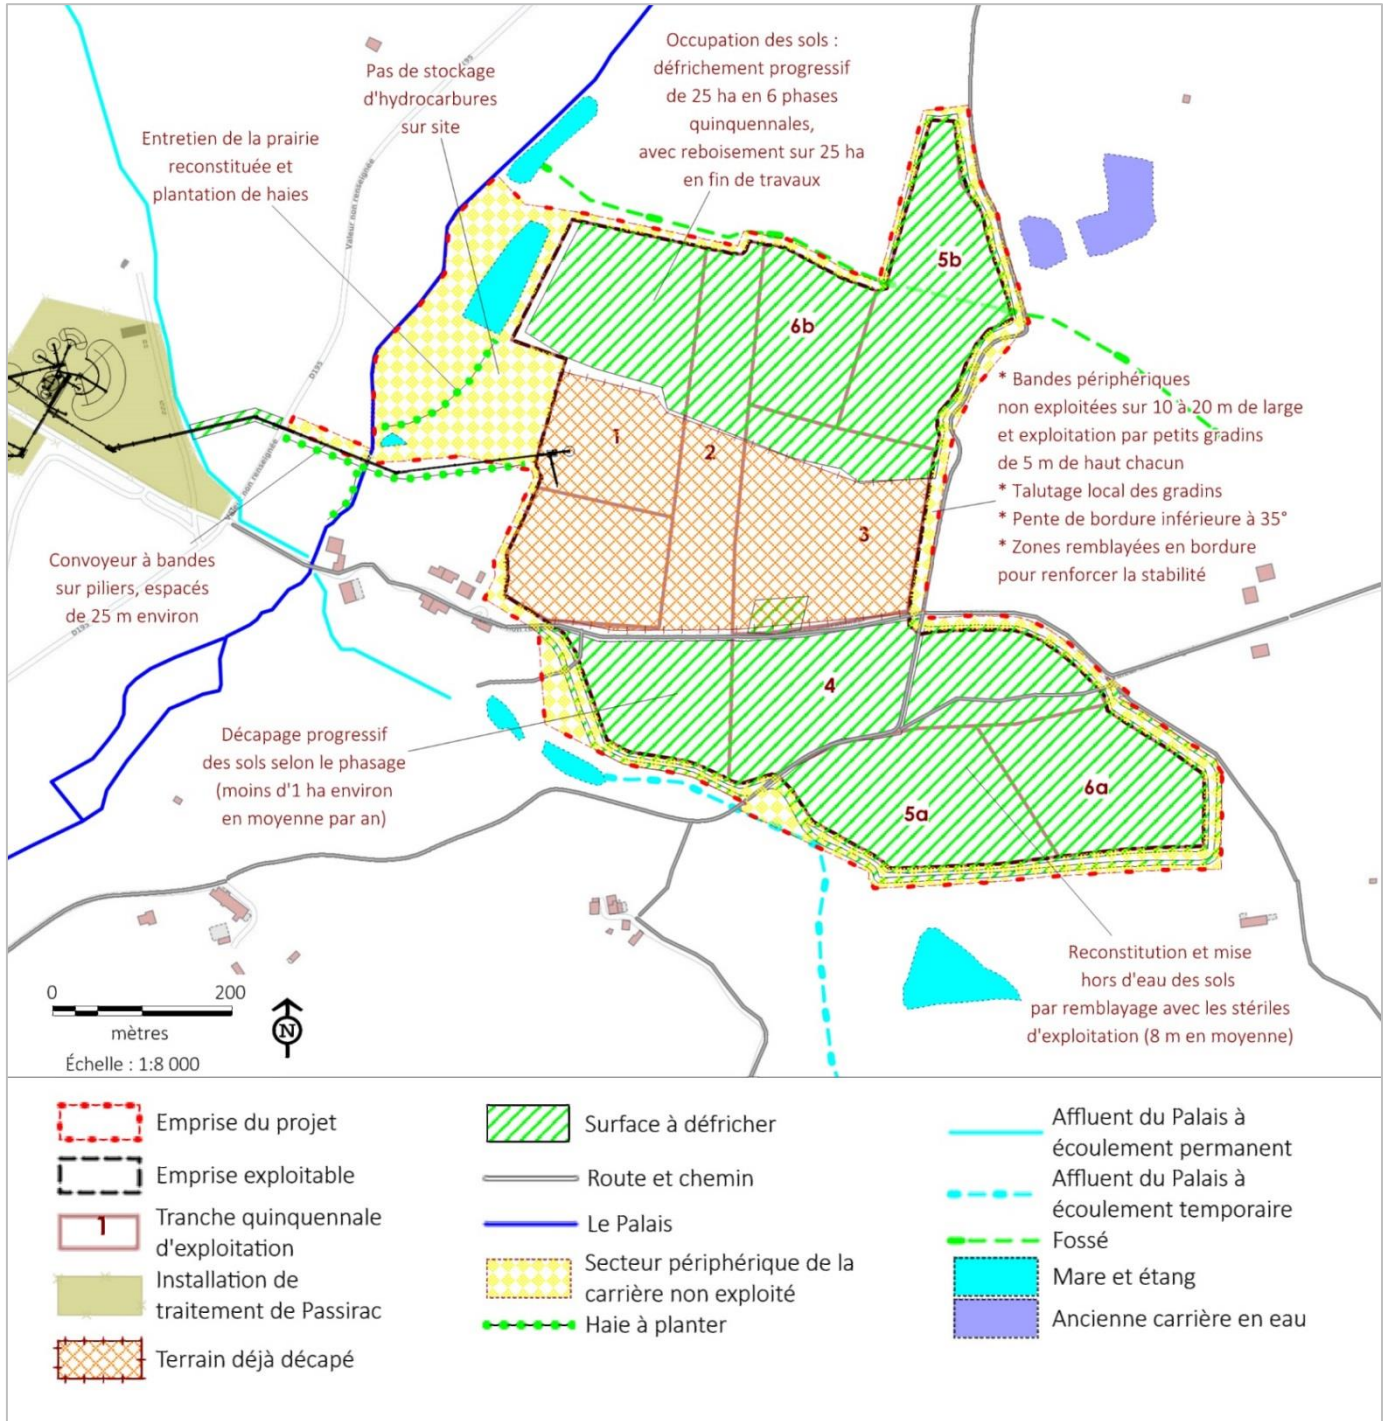 Occupation des sols :
défrichement progressif
de 25 ha en 6 phases
quinquennales,
avec reboisement sur 25 ha
en fin de travaux
Pas de stockage
d'hydrocarbures
sur site
Entretien de la prairie
reconstituée et
plantation de haies
Valeur non renseignée
D195
5b
6b
* Bandes périphériques
non exploitées sur 10 à 20 m de large
et exploitation par petits gradins
de 5 m de haut chacun
* Talutage local des gradins
* Pente de bordure inférieure à 35°
* Zones remblayées en bordure
pour renforcer la stabilité
1
2
3
Convoyeur à bandes
sur piliers, espacés
de 25 m environ
D195
4
Décapage progressif
des sols selon le phasage
(moins d'1 ha environ
en moyenne par an)
5a
6a
Reconstitution et mise
hors d'eau des sols
par remblayage avec les stériles
d'exploitation (8 m en moyenne)
0 200
mètres
Échelle : 1:8 000
N
Emprise du projet
Emprise exploitable
1
Tranche quinquennale
d'exploitation
Installation de
traitement de Passirac
Terrain déjà décapé
Surface à défricher
Route et chemin
Le Palais
Secteur périphérique de la
carrière non exploité
Haie à planter
Affluent du Palais à
écoulement permanent
Affluent du Palais à
écoulement temporaire
Fossé
Mare et étang
Ancienne carrière en eau